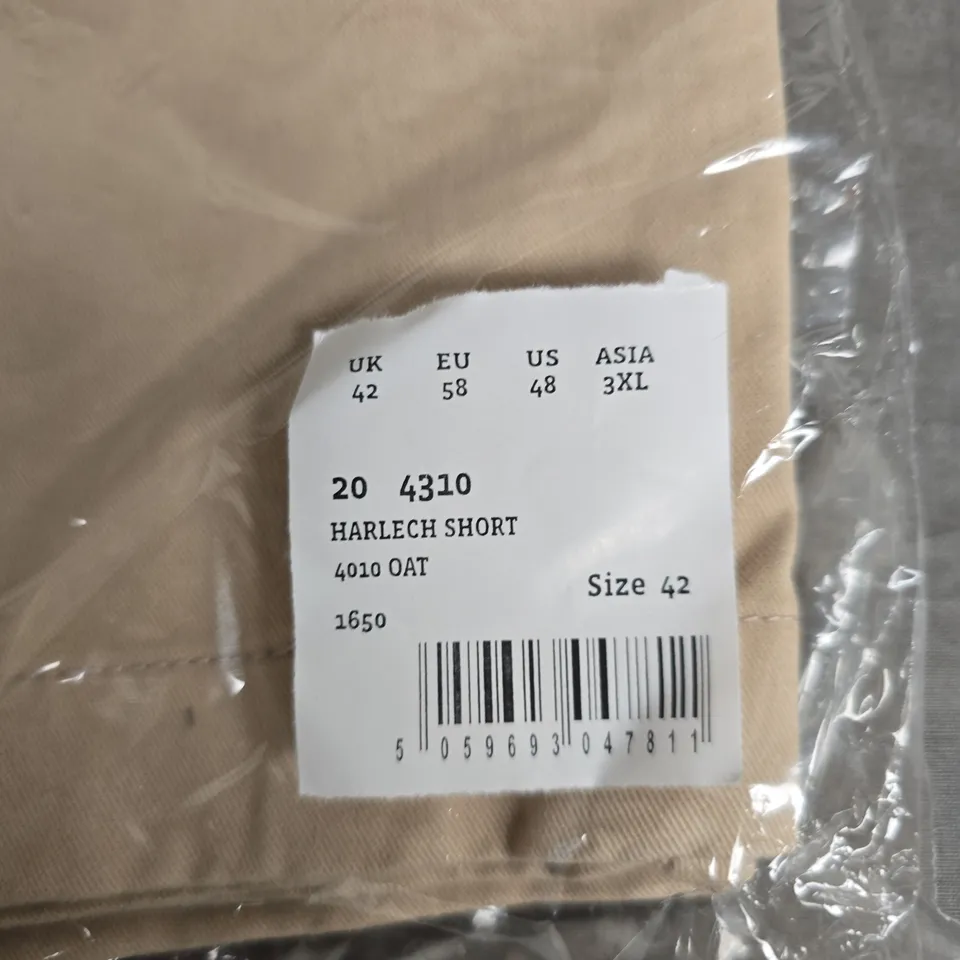 UK EU US ASIA
42 58 48 3XL
20 4310
HARLECH SHORT
4010 OAT
Size 42
1650
5 059693 047811